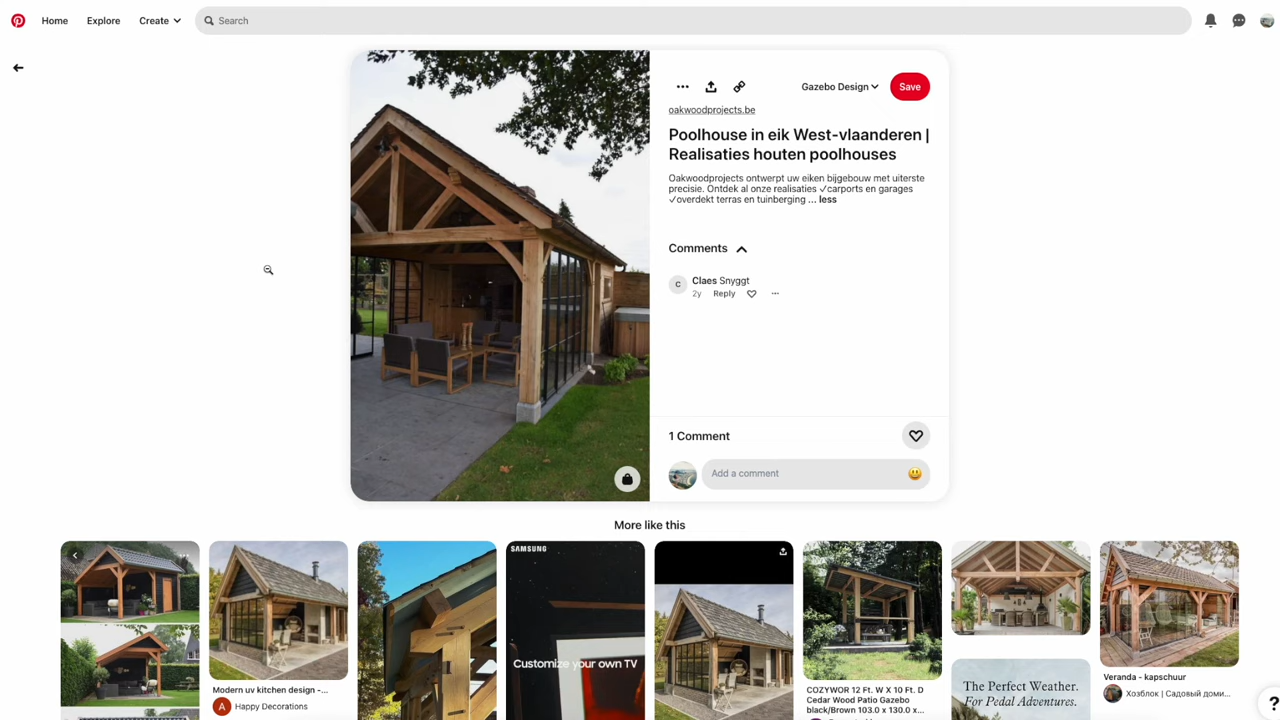 Home
Explore
Create
Search
Gazebo Design
Save
oakwoodprojects.be
Poolhouse in eik West-vlaanderen |
Realisaties houten poolhouses
Oakwoodprojects ontwerpt uw eiken bijgebouw met uiterste
precisie. Ontdek al onze realisaties ✓carports en garages
✓overdekt terras en tuinberging ... less
Comments
C
Claes Snyggt
2y Reply
1 Comment
Add a comment
More like this
SAMSUNG
Customize your own TV
Modern uv kitchen design -...
A Happy Decorations
COZYWOR 12 Ft. W X 10 Ft. D
Cedar Wood Patio Gazebo
black/Brown 103.0 x 130.0 x...
The Perfect Weather.
For Pedal Adventures.
Veranda - kapschuur
Хозблок | Садовый доми...
?